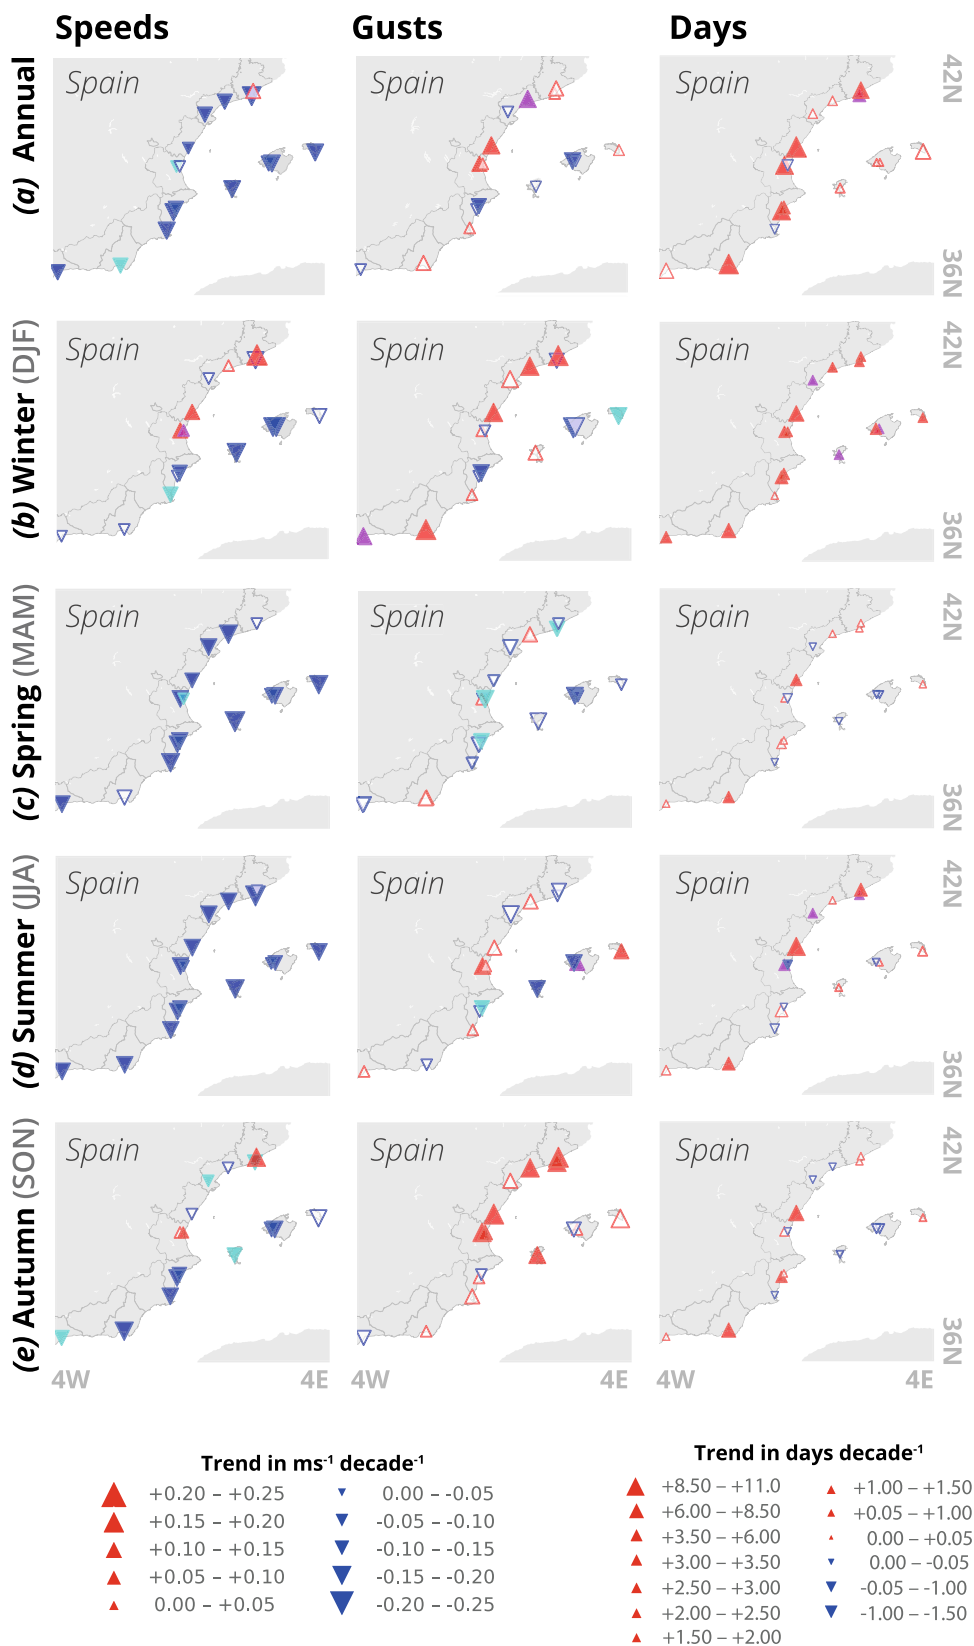 Speeds Gusts Days
(a) Annual
Spain Spain Spain
42N
36N
(b) Winter (DJF)
Spain Spain Spain
42N
36N
(c) Spring (MAM)
Spain Spain Spain
42N
36N
(d) Summer (JJA)
Spain Spain Spain
42N
36N
(e) Autumn (SON)
Spain Spain Spain
42N
36N
4W 4E 4W 4E 4W 4E
Trend in ms⁻¹ decade⁻¹
+0.20 – +0.25 0.00 – -0.05
+0.15 – +0.20 -0.05 – -0.10
+0.10 – +0.15 -0.10 – -0.15
+0.05 – +0.10 -0.15 – -0.20
0.00 – +0.05 -0.20 – -0.25
Trend in days decade⁻¹
+8.50 – +11.0 +1.00 – +1.50
+6.00 – +8.50 +0.05 – +1.00
+3.50 – +6.00 0.00 – +0.05
+3.00 – +3.50 0.00 – -0.05
+2.50 – +3.00 -0.05 – -1.00
+2.00 – +2.50 -1.00 – -1.50
+1.50 – +2.00